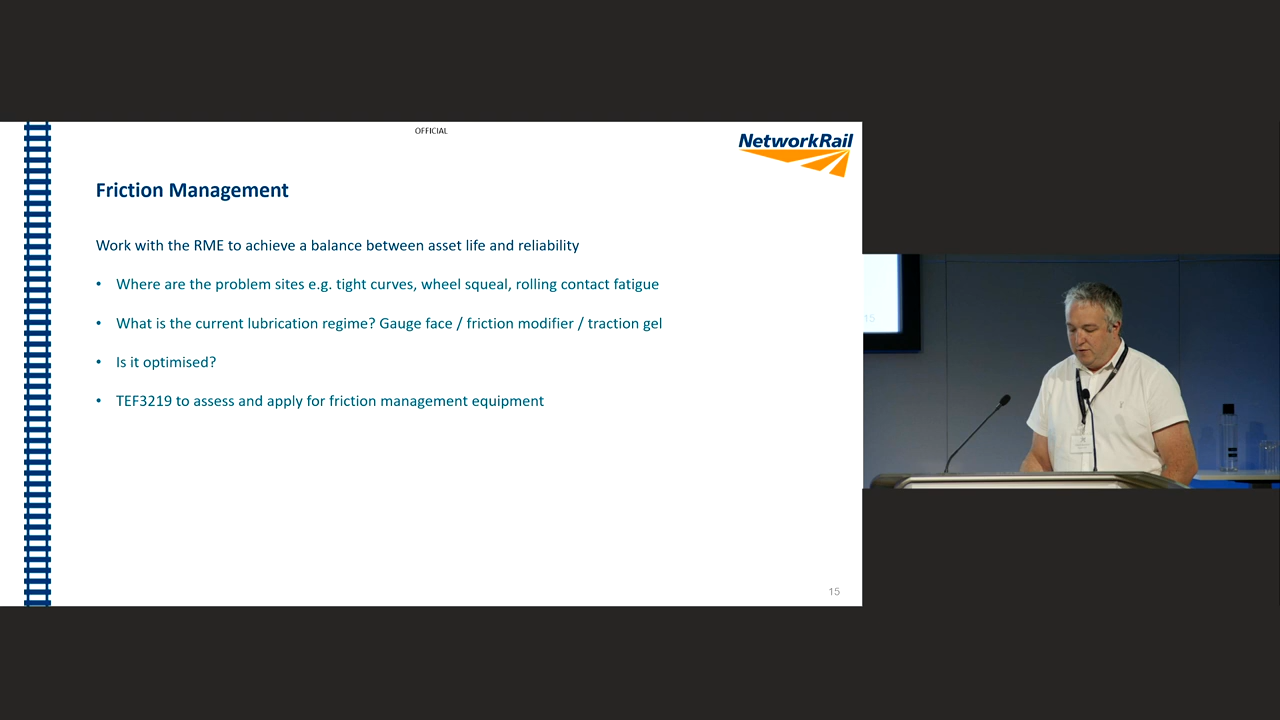 OFFICIAL
NetworkRail
Friction Management
Work with the RME to achieve a balance between asset life and reliability
• Where are the problem sites e.g. tight curves, wheel squeal, rolling contact fatigue
• What is the current lubrication regime? Gauge face / friction modifier / traction gel
• Is it optimised?
• TEF3219 to assess and apply for friction management equipment
15
15